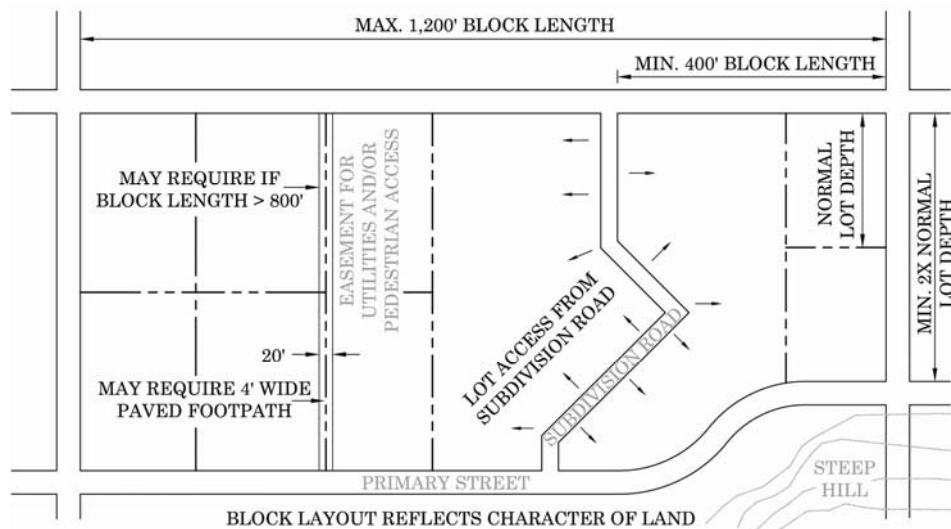 MAX. 1,200' BLOCK LENGTH
MIN. 400' BLOCK LENGTH
MAY REQUIRE IF
BLOCK LENGTH > 800'
EASEMENT FOR
UTILITIES AND/OR
PEDESTRIAN ACCESS
NORMAL
LOT DEPTH
MIN. 2X NORMAL
LOT DEPTH
20'
LOT ACCESS FROM
SUBDIVISION ROAD
SUBDIVISION ROAD
MAY REQUIRE 4' WIDE
PAVED FOOTPATH
PRIMARY STREET
STEEP
HILL
BLOCK LAYOUT REFLECTS CHARACTER OF LAND